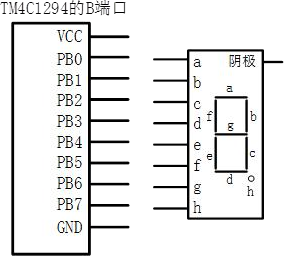 TM4C1294的B端口
VCC
PB0
PB1
PB2
PB3
PB4
PB5
PB6
PB7
GND
阴极
a
b
c
d
e
f
g
h
a
f
b
g
e
c
d
h